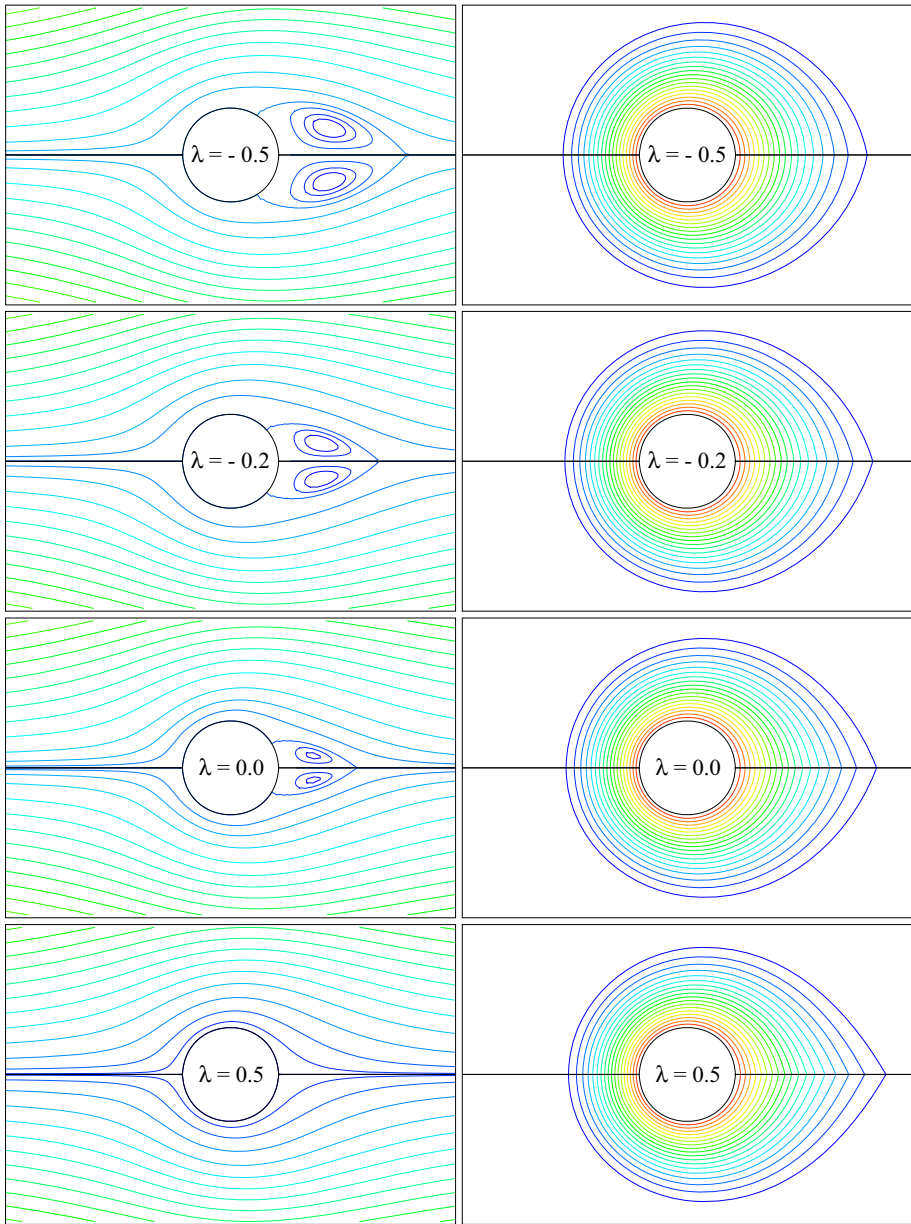 λ = - 0.5
λ = - 0.5
λ = - 0.2
λ = - 0.2
λ = 0.0
λ = 0.0
λ = 0.5
λ = 0.5